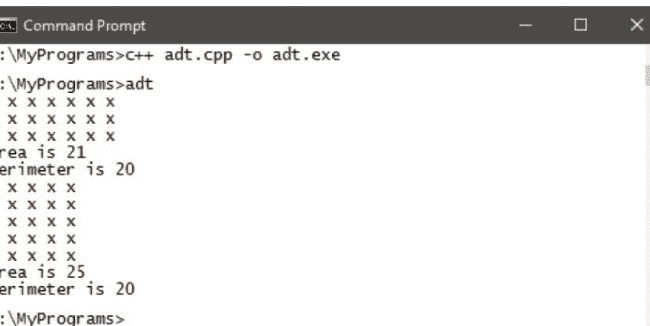 Command Prompt
:\MyPrograms>c++ adt.cpp -o adt.exe
:\MyPrograms>adt
x x x x x x
x x x x x x
x x x x x x
rea is 21
erimeter is 20
x x x x
x x x x
x x x x
x x x x
x x x x
rea is 25
erimeter is 20
:\MyPrograms>